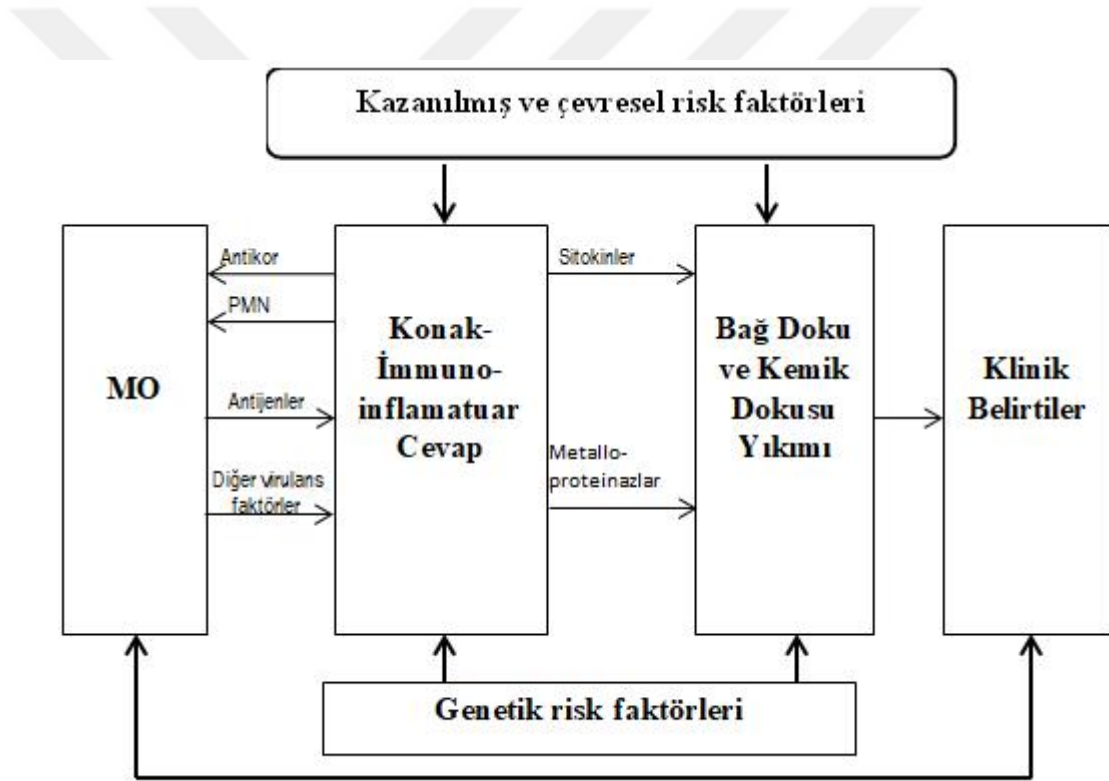 Kazanılmış ve çevresel risk faktörleri
MO
Antikor
PMN
Antijenler
Diğer virulans
faktörler
Konak-
İmmuno-
inflamatuar
Cevap
Sitokinler
Metallo-
proteinazlar
Bağ Doku
ve Kemik
Dokusu
Yıkımı
Klinik
Belirtiler
Genetik risk faktörleri